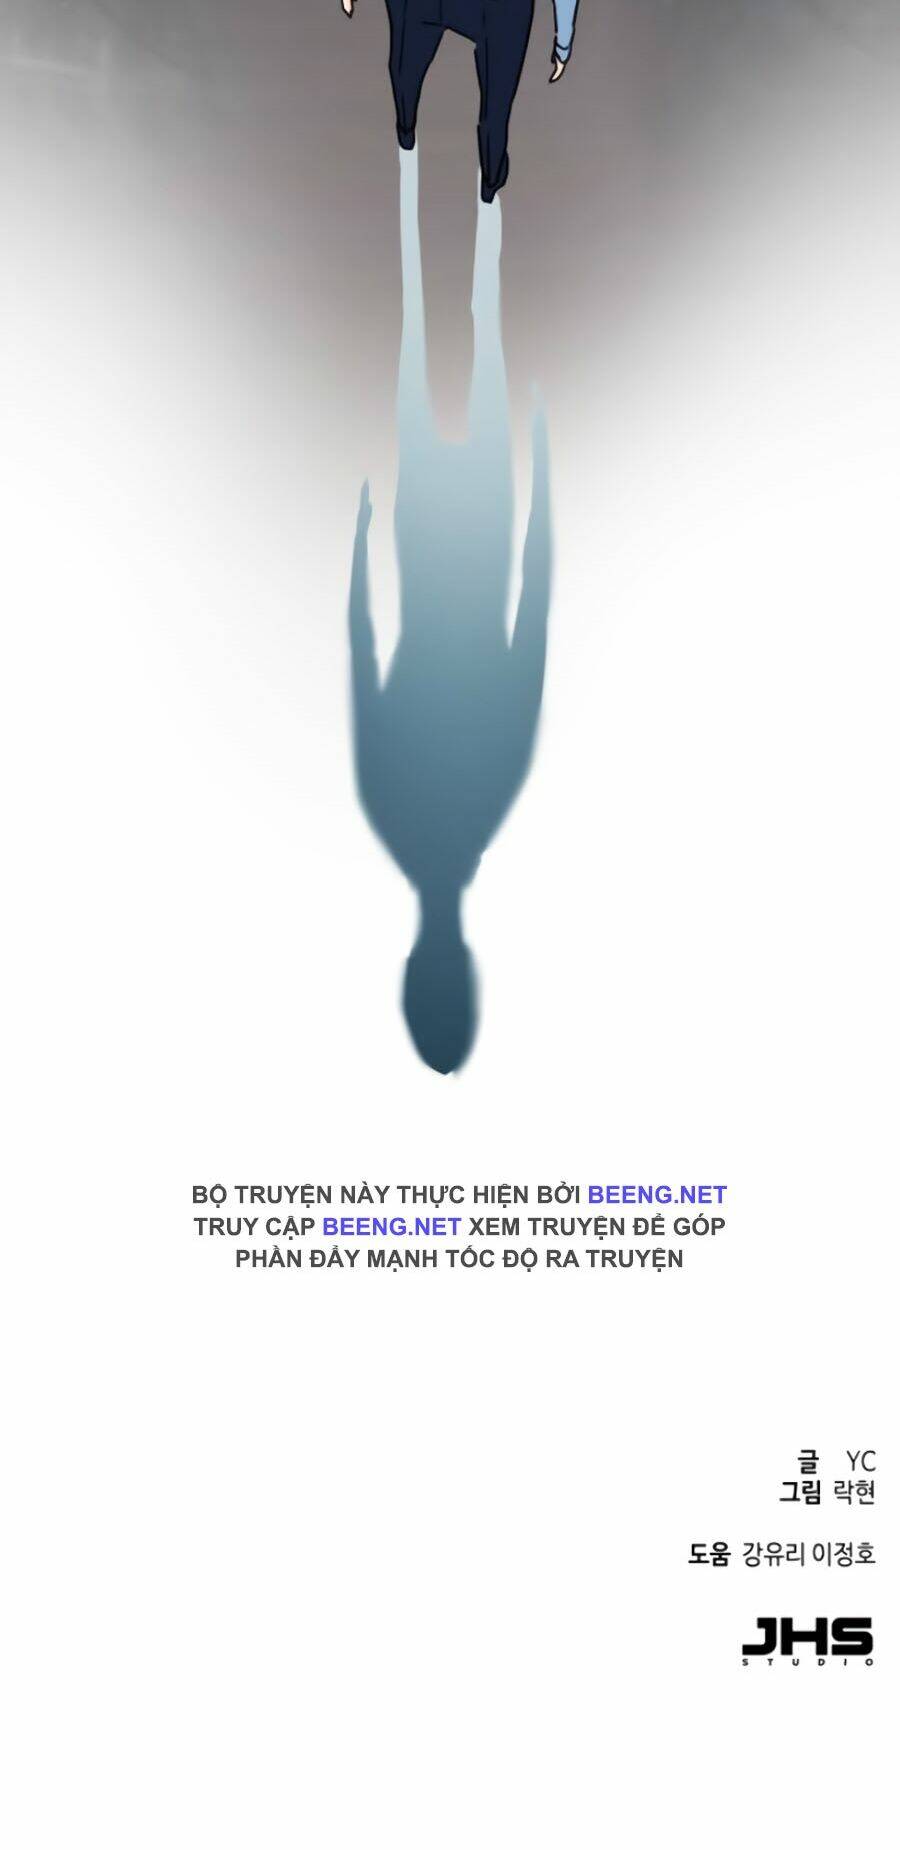 BỘ TRUYỆN NÀY THỰC HIỆN BỞI BEENG.NET
TRUY CẬP BEENG.NET XEM TRUYỆN ĐỂ GÓP
PHẦN ĐẨY MẠNH TỐC ĐỘ RA TRUYỆN
글 YC
그림 락현
도움 강유리 이정호
JHS
STUDIO